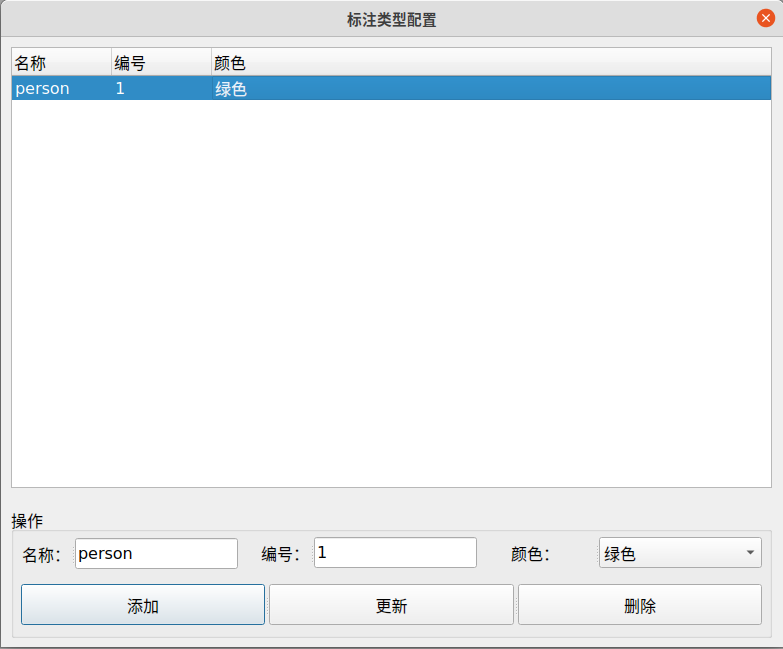 标注类型配置
名称 编号 颜色
person 1 绿色
操作
名称： person 编号： 1 颜色： 绿色
添加 更新 删除